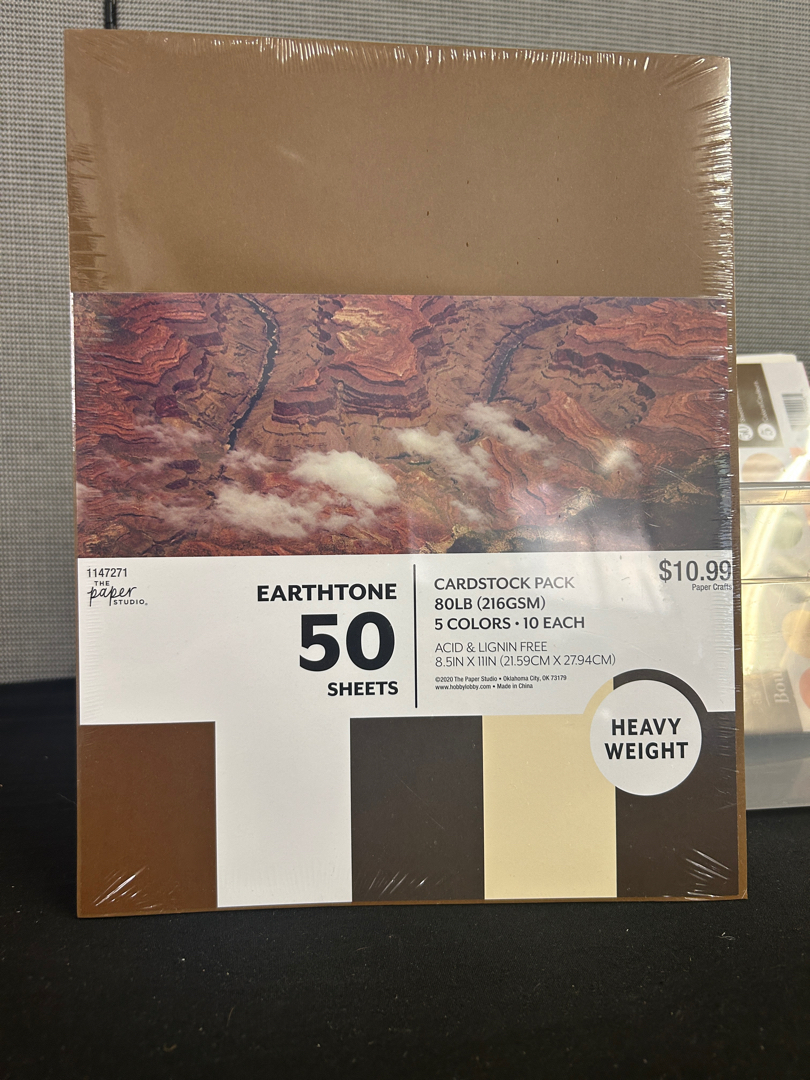 1147271
THE
paper
STUDIO.
EARTHTONE
50
SHEETS
CARDSTOCK PACK
80LB (216GSM)
5 COLORS • 10 EACH
ACID & LIGNIN FREE
8.5IN X 11IN (21.59CM X 27.94CM)
©2020 The Paper Studio • Oklahoma City, OK 73179
www.hobbylobby.com • Made in China
$10.99
Paper Crafts
HEAVY
WEIGHT